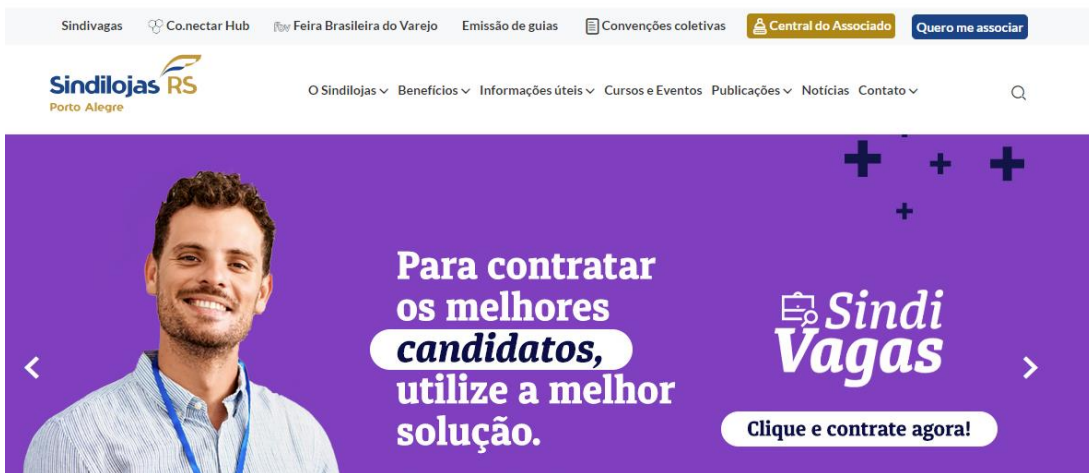 Sindivagas Co.nectar Hub Feira Brasileira do Varejo Emissão de guias Convenções coletivas Central do Associado Quero me associar
Sindilojas RS
Porto Alegre
O Sindilojas Benefícios Informações úteis Cursos e Eventos Publicações Notícias Contato
Para contratar
os melhores
candidatos,
utilize a melhor
solução.
Sindi
Vagas
Clique e contrate agora!